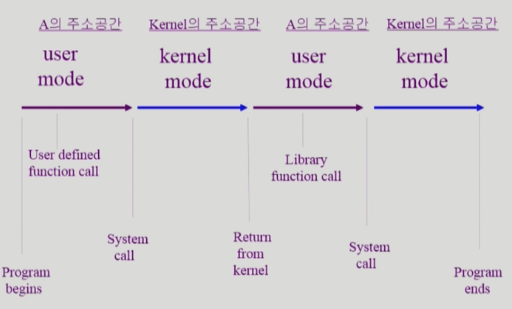 A의 주소공간
Kernel의 주소공간
A의 주소공간
Kernel의 주소공간
user
mode
kernel
mode
user
mode
kernel
mode
User defined
function call
Library
function call
System
call
Return
from
kernel
System
call
Program
begins
Program
ends